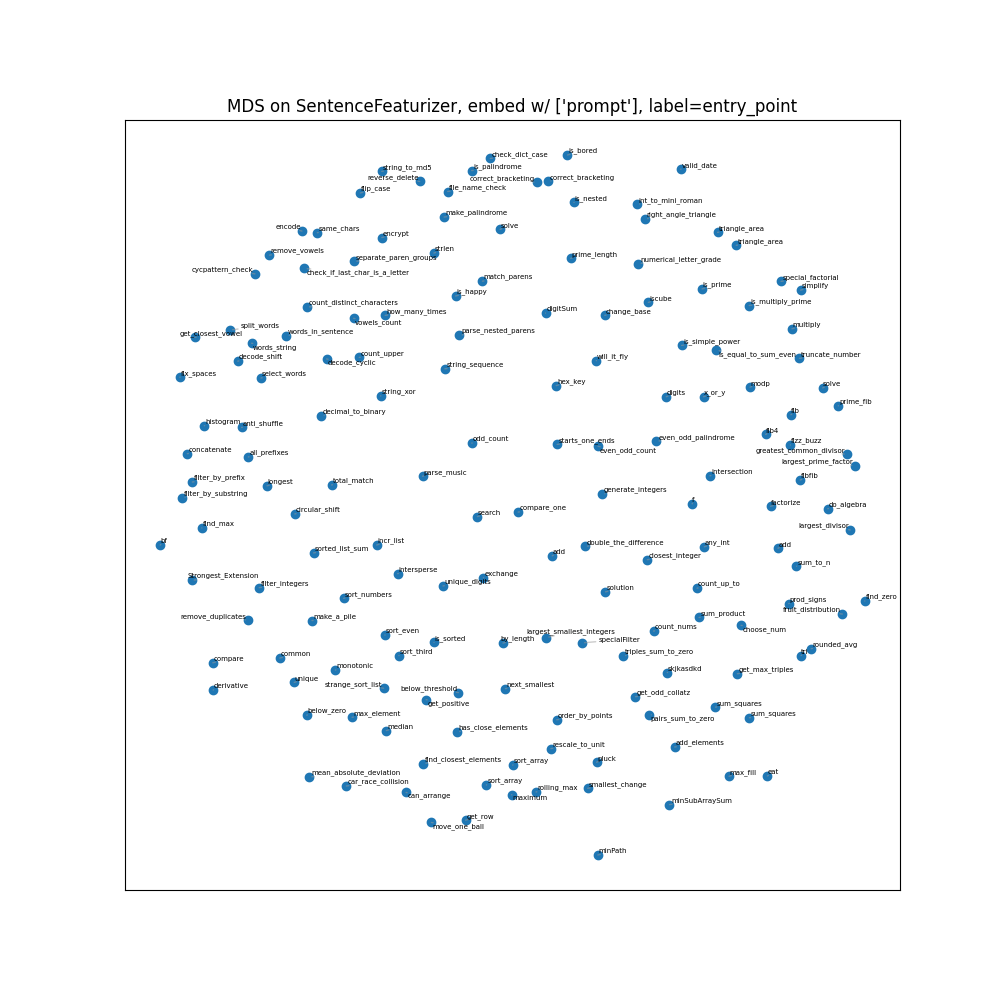 MDS on SentenceFeaturizer, embed w/ ['prompt'], label=entry_point
check_dict_case
is_bored
string_to_md5
is_palindrome
valid_date
reverse_delete
correct_bracketing
correct_bracketing
flip_case
file_name_check
is_nested
int_to_mini_roman
make_palindrome
right_angle_triangle
encode
same_chars
solve
triangle_area
encrypt
triangle_area
remove_vowels
strlen
separate_paren_groups
prime_length
numerical_letter_grade
cycpattern_check
check_if_last_char_is_a_letter
match_parens
special_factorial
is_happy
is_prime
simplify
count_distinct_characters
iscube
is_multiply_prime
vowels_count
how_many_times
digitSum
change_base
split_words
multiply
get_closest_vowel
words_in_sentence
parse_nested_parens
words_string
is_simple_power
is_equal_to_sum_even
truncate_number
decode_shift
decode_cyclic
count_upper
will_it_fly
fix_spaces
select_words
string_sequence
hex_key
modp
solve
string_xor
digits
x_or_y
prime_fib
decimal_to_binary
fib
histogram
anti_shuffle
fib4
odd_count
starts_one_ends
even_odd_count
even_odd_palindrome
fizz_buzz
concatenate
all_prefixes
greatest_common_divisor
largest_prime_factor
parse_music
intersection
filter_by_prefix
longest
total_match
fibfib
filter_by_substring
generate_integers
circular_shift
search
compare_one
f
factorize
do_algebra
find_max
largest_divisor
bf
sorted_list_sum
incr_list
add
double_the_difference
closest_integer
any_int
add
sum_to_n
Strongest_Extension
filter_integers
intersperse
unique_digits
exchange
solution
count_up_to
sort_numbers
prod_signs
find_zero
fruit_distribution
remove_duplicates
make_a_pile
sum_product
choose_num
count_nums
sort_even
is_sorted
by_length
largest_smallest_integers
specialFilter
rounded_avg
compare
common
sort_third
triples_sum_to_zero
tri
monotonic
skjkasdkd
get_max_triples
derivative
unique
strange_sort_list
below_threshold
get_positive
next_smallest
get_odd_collatz
below_zero
max_element
order_by_points
pairs_sum_to_zero
sum_squares
sum_squares
median
has_close_elements
rescale_to_unit
odd_elements
find_closest_elements
sort_array
pluck
mean_absolute_deviation
car_race_collision
max_fill
eat
can_arrange
sort_array
maximum
rolling_max
smallest_change
minSubArraySum
move_one_ball
get_row
minPath